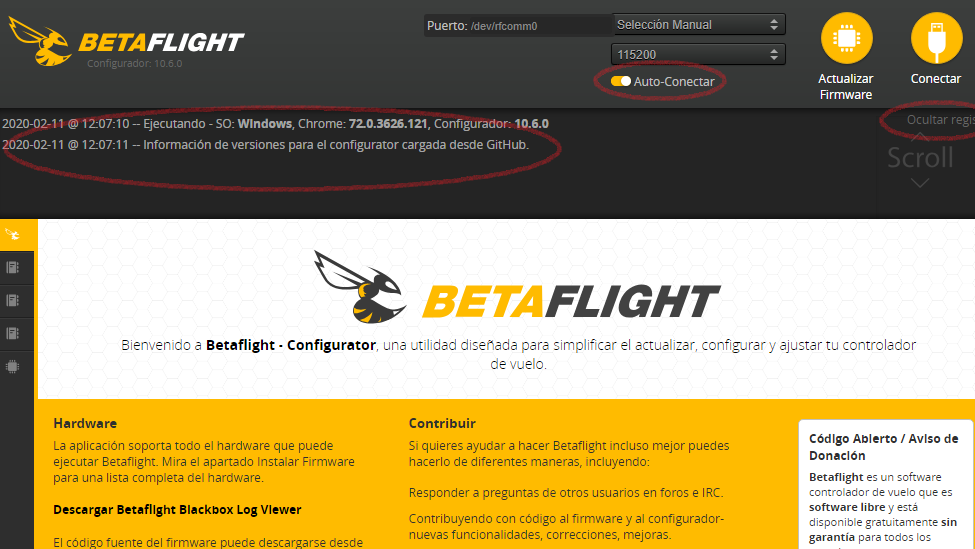 BETAFLIGHT
Configurador: 10.6.0
Puerto: /dev/rfcomm0
Selección Manual
115200
Auto-Conectar
Actualizar
Firmware
Conectar
2020-02-11 @ 12:07:10 -- Ejecutando - SO: Windows, Chrome: 72.0.3626.121, Configurador: 10.6.0
2020-02-11 @ 12:07:11 -- Información de versiones para el configurator cargada desde GitHub.
Ocultar regis
Scroll
BETAFLIGHT
Bienvenido a Betaflight - Configurator, una utilidad diseñada para simplificar el actualizar, configurar y ajustar tu controlador
de vuelo.
Hardware
La aplicación soporta todo el hardware que puede
ejecutar Betaflight. Mira el apartado Instalar Firmware
para una lista completa del hardware.
Descargar Betaflight Blackbox Log Viewer
El código fuente del firmware puede descargarse desde
Contribuir
Si quieres ayudar a hacer Betaflight incluso mejor puedes
hacerlo de diferentes maneras, incluyendo:
Responder a preguntas de otros usuarios en foros e IRC.
Contribuyendo con código al firmware y al configurador-
nuevas funcionalidades, correcciones, mejoras.
Código Abierto / Aviso de
Donación
Betaflight es un software
controlador de vuelo que es
software libre y está
disponible gratuitamente sin
garantía para todos los